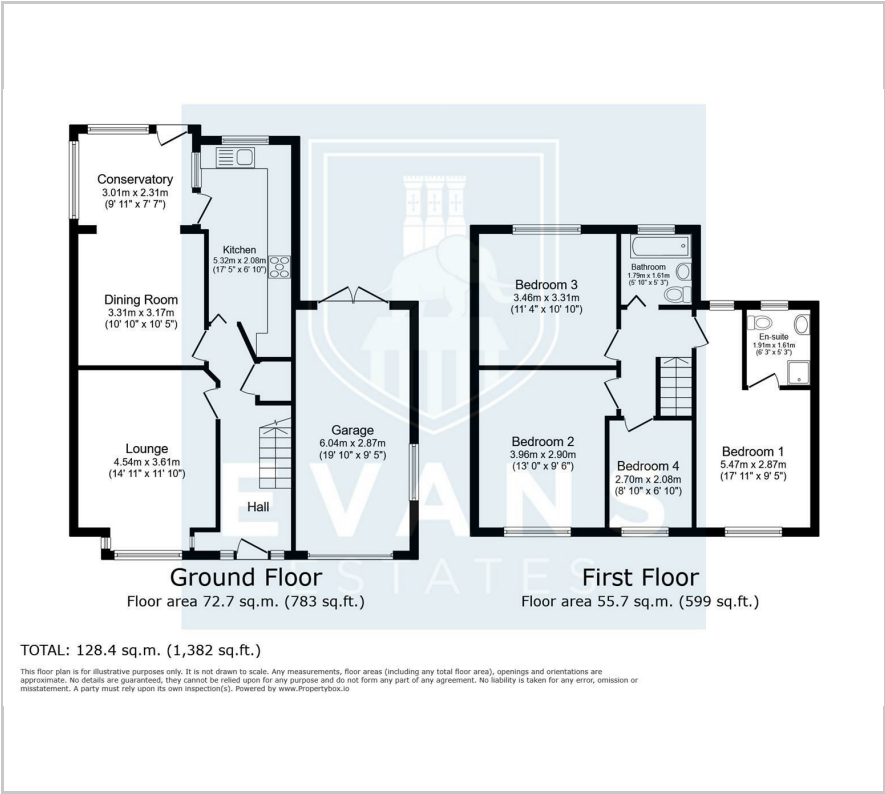 Conservatory
3.01m x 2.31m
(9' 11" x 7' 7")
Kitchen
5.32m x 2.08m
(17' 5" x 6' 10")
Dining Room
3.31m x 3.17m
(10' 10" x 10' 5")
Lounge
4.54m x 3.61m
(14' 11" x 11' 10")
Hall
Garage
6.04m x 2.87m
(19' 10" x 9' 5")
Bedroom 3
3.46m x 3.31m
(11' 4" x 10' 10")
Bathroom
1.79m x 1.61m
(5' 10" x 5' 3")
En-suite
1.91m x 1.61m
(6' 3" x 5' 3")
Bedroom 2
3.96m x 2.90m
(13' 0" x 9' 6")
Bedroom 4
2.70m x 2.08m
(8' 10" x 6' 10")
Bedroom 1
5.47m x 2.87m
(17' 11" x 9' 5")
EVANS
ESTATES
Ground Floor
Floor area 72.7 sq.m. (783 sq.ft.)
First Floor
Floor area 55.7 sq.m. (599 sq.ft.)
TOTAL: 128.4 sq.m. (1,382 sq.ft.)
This floor plan is for illustrative purposes only. It is not drawn to scale. Any measurements, floor areas (including any total floor area), openings and orientations are
approximate. No details are guaranteed, they cannot be relied upon for any purpose and do not form any part of any agreement. No liability is taken for any error, omission or
misstatement. A party must rely upon its own inspection(s). Powered by www.Propertybox.io